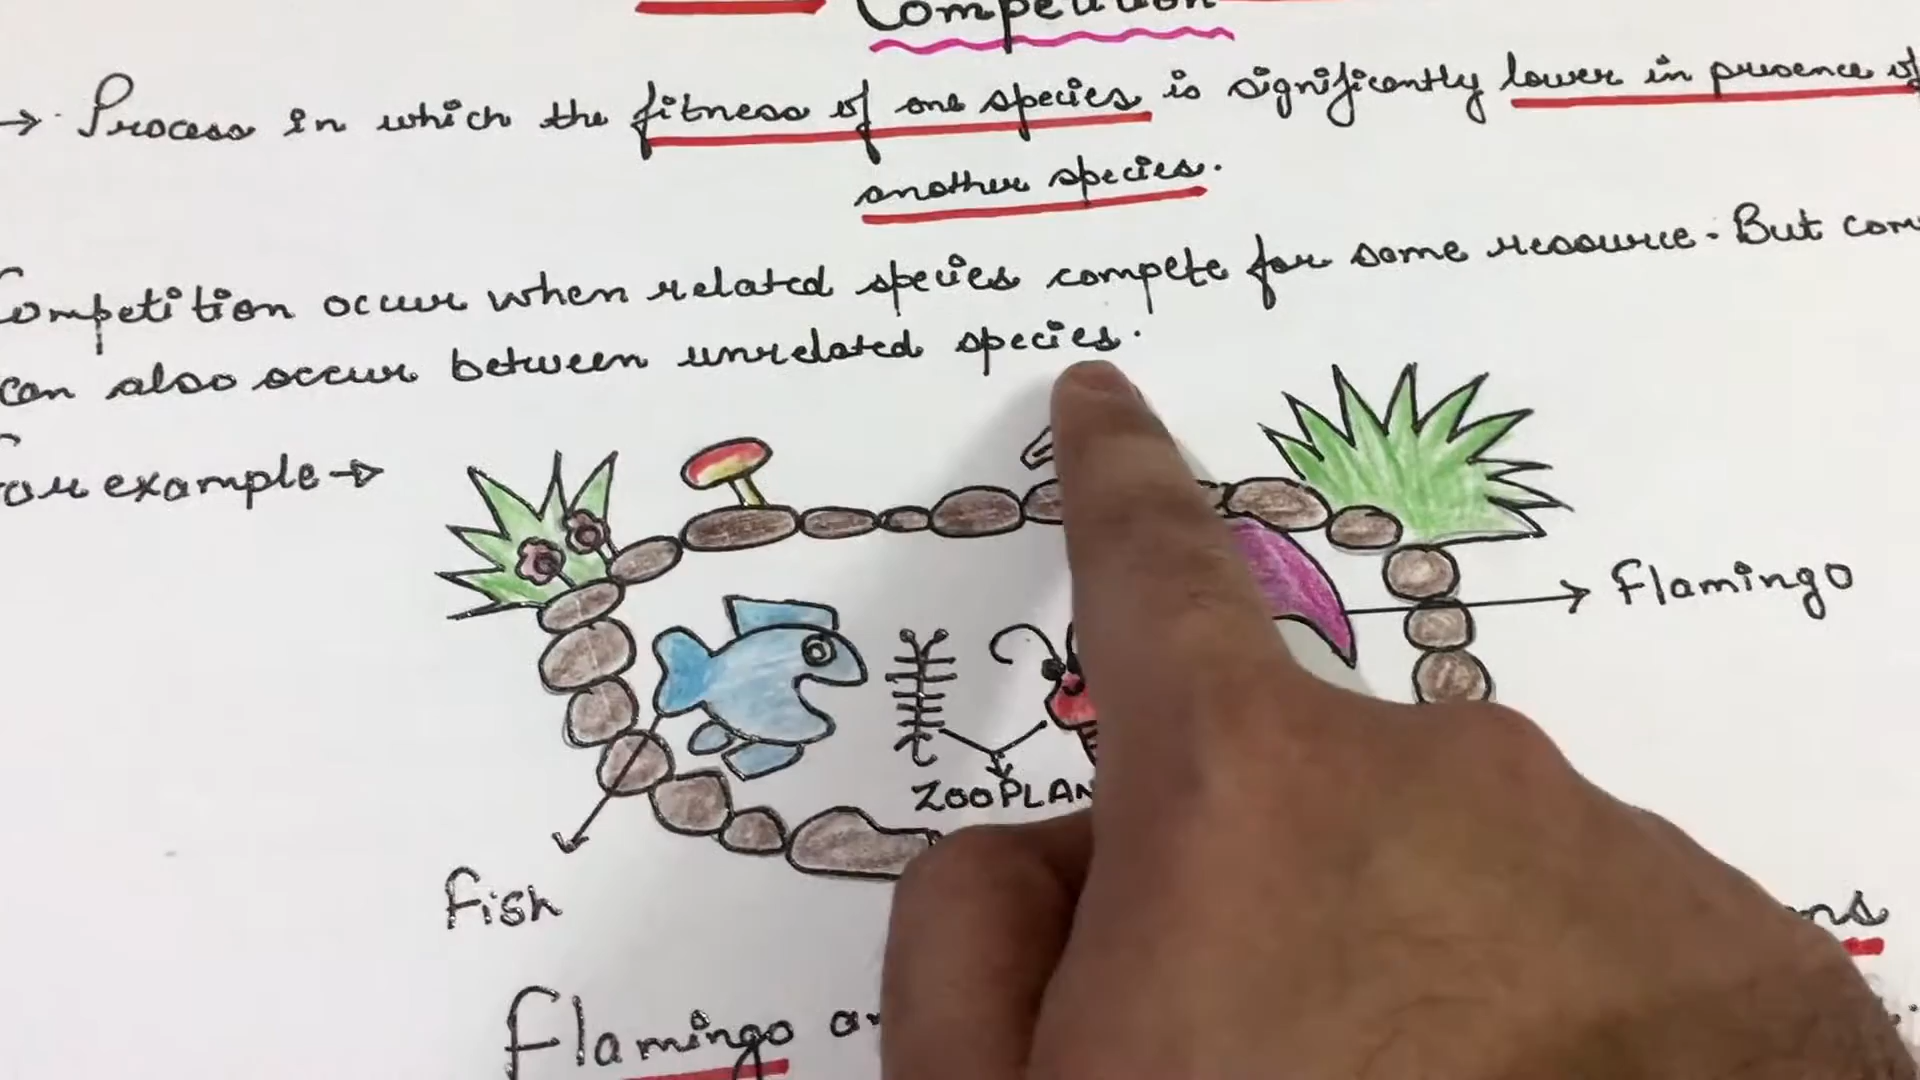 Competition
→ Process in which the fitness of one species is significantly lower in presence of
another species.
Competition occur when related species compete for some resource. But com
can also occur between unrelated species.
For example →
Flamingo
ZOOPLAN
Fish
ns
Flamingo a